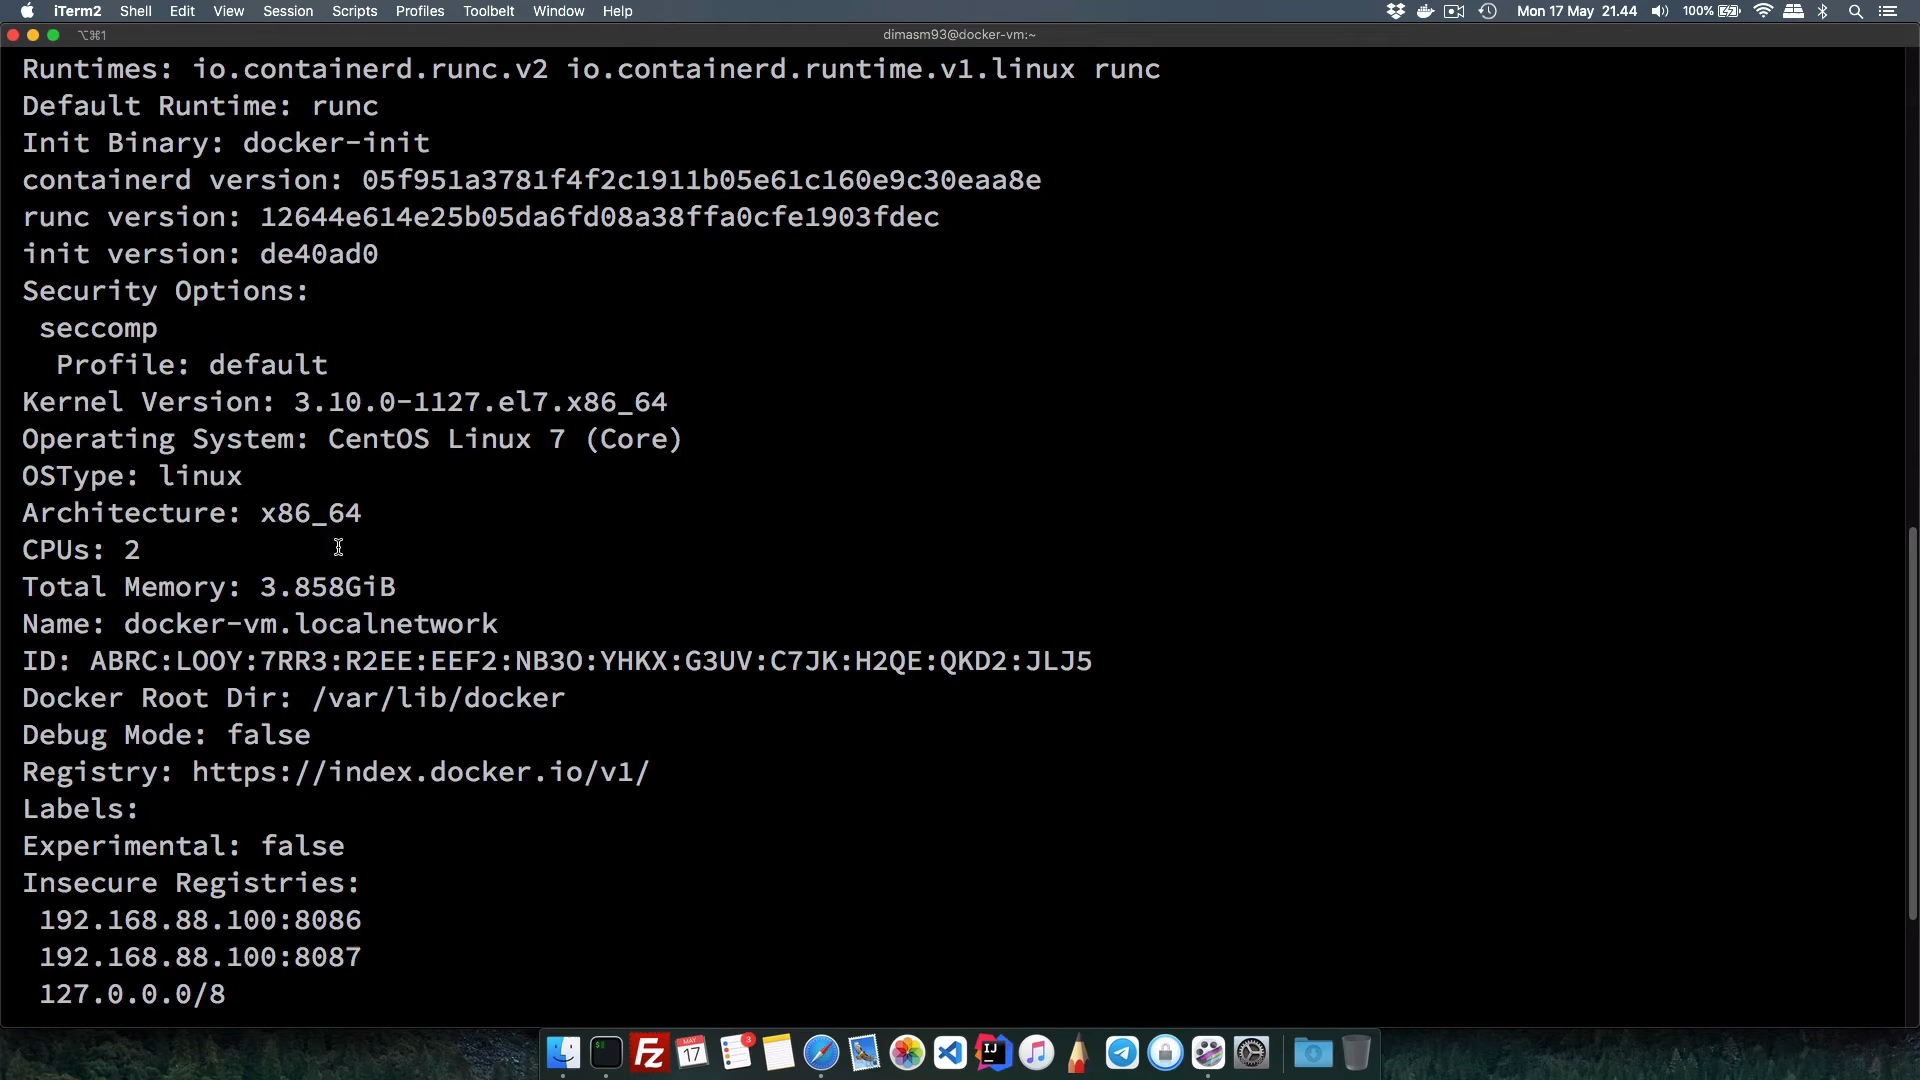 iTerm2 Shell Edit View Session Scripts Profiles Toolbelt Window Help Mon 17 May 21.44 100%
⌥⌘1 dimasm93@docker-vm:~
Runtimes: io.containerd.runc.v2 io.containerd.runtime.v1.linux runc
Default Runtime: runc
Init Binary: docker-init
containerd version: 05f951a3781f4f2c1911b05e61c160e9c30eaa8e
runc version: 12644e614e25b05da6fd08a38ffa0cfe1903fdec
init version: de40ad0
Security Options:
seccomp
Profile: default
Kernel Version: 3.10.0-1127.el7.x86_64
Operating System: CentOS Linux 7 (Core)
OSType: linux
Architecture: x86_64
CPUs: 2
Total Memory: 3.858GiB
Name: docker-vm.localnetwork
ID: ABRC:LOOY:7RR3:R2EE:EEF2:NB3O:YHKX:G3UV:C7JK:H2QE:QKD2:JLJ5
Docker Root Dir: /var/lib/docker
Debug Mode: false
Registry: https://index.docker.io/v1/
Labels:
Experimental: false
Insecure Registries:
192.168.88.100:8086
192.168.88.100:8087
127.0.0.0/8
MAY
17
3